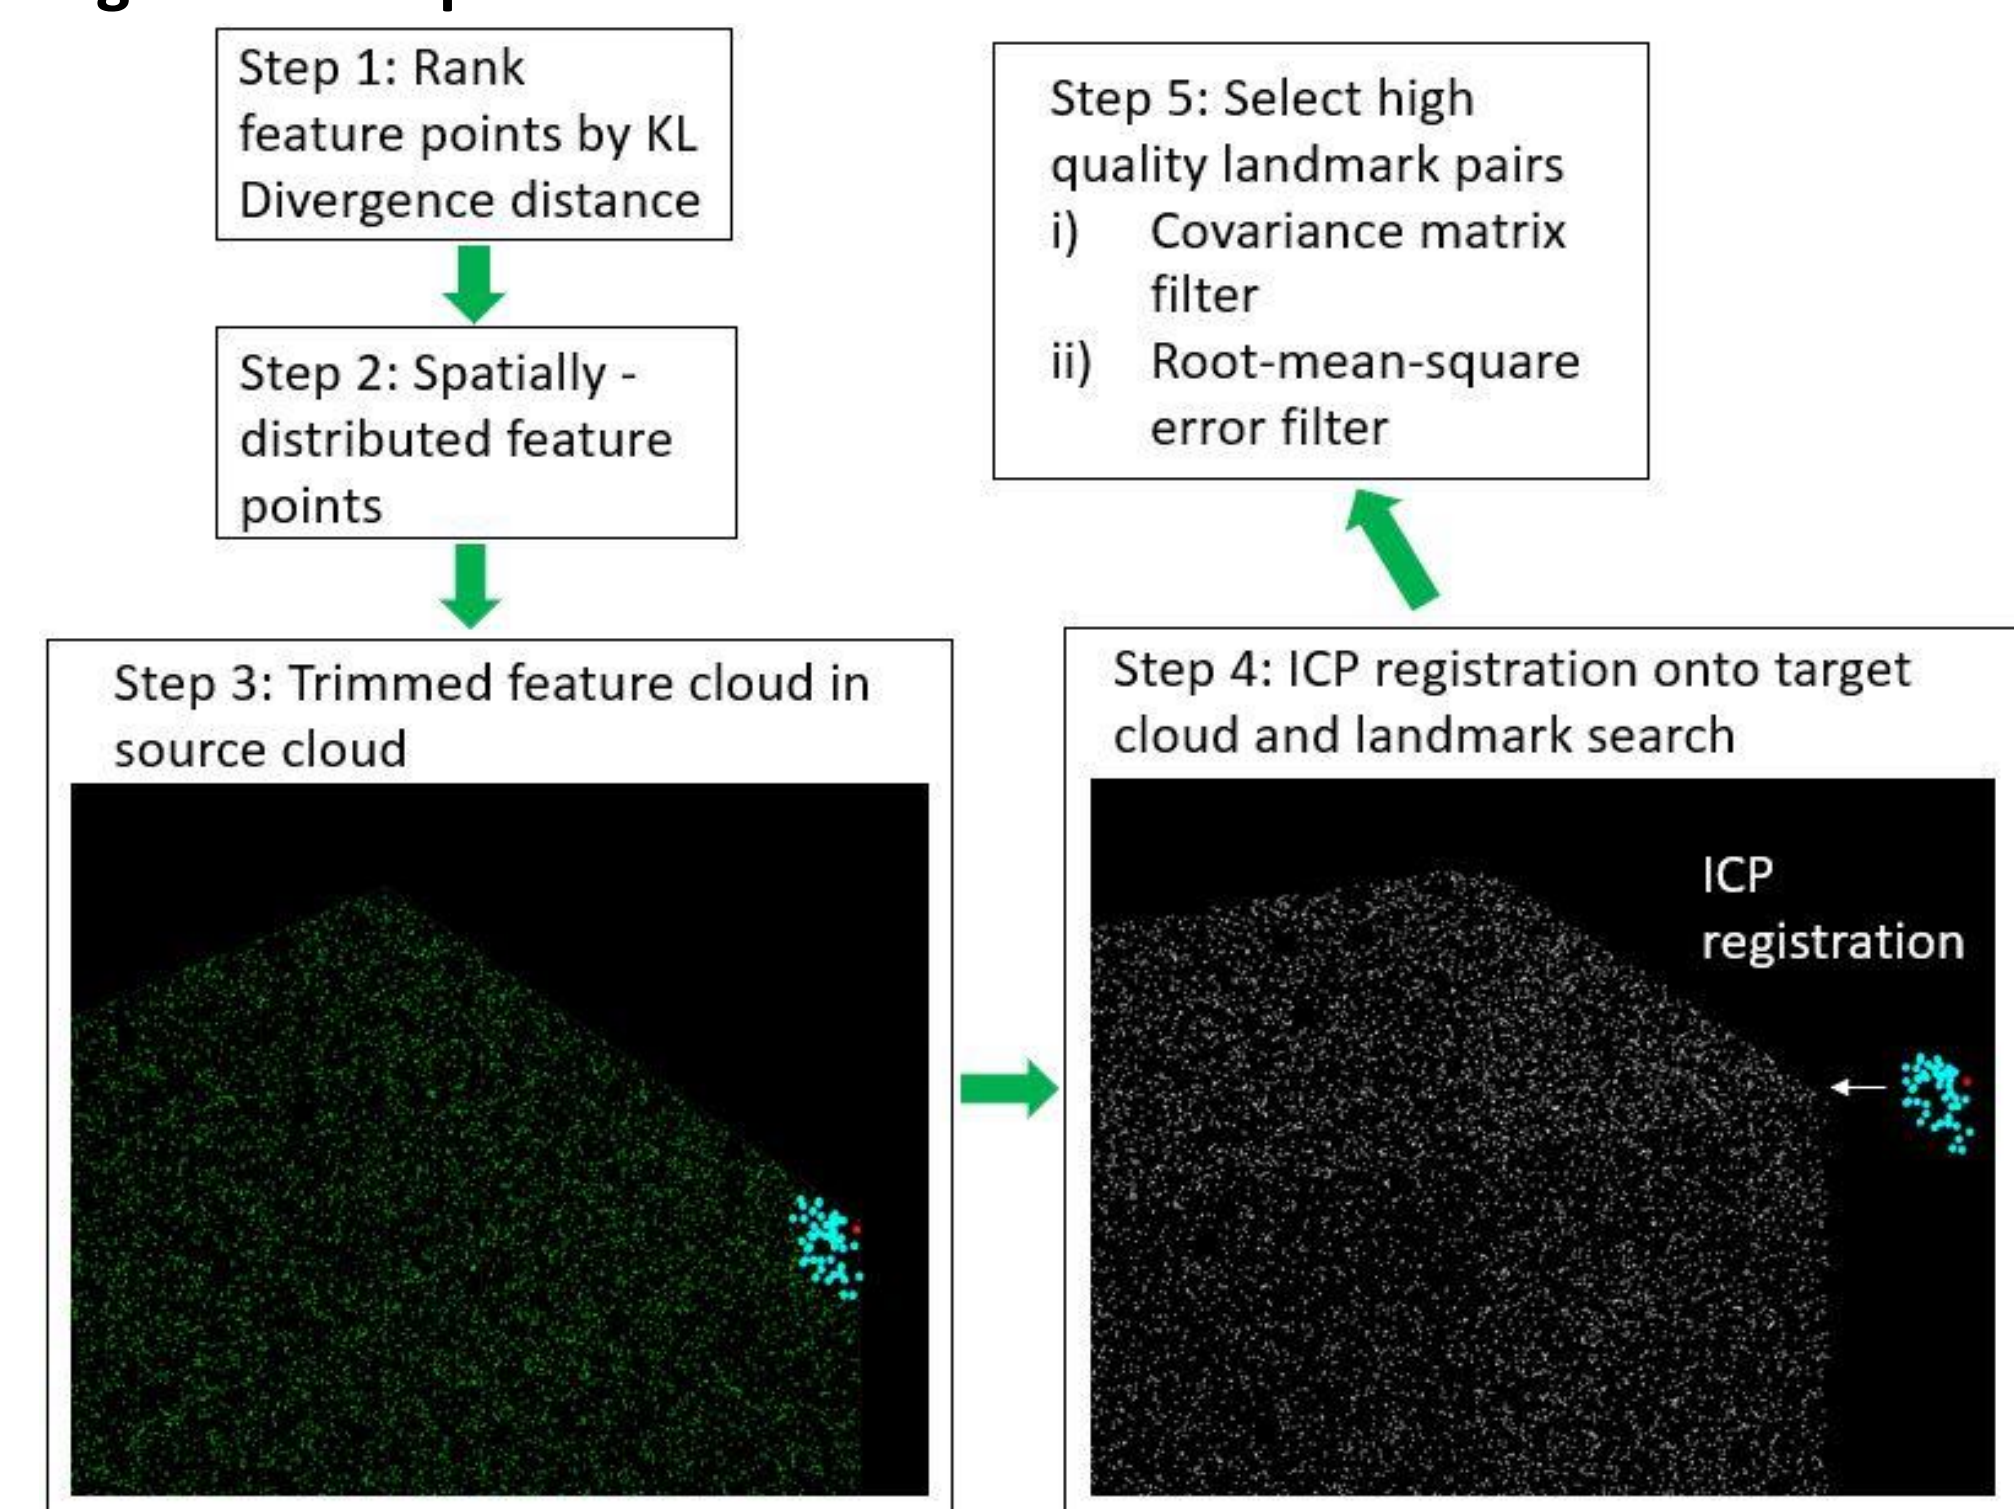 Step 1: Rank
feature points by KL
Divergence distance
Step 2: Spatially -
distributed feature
points
Step 3: Trimmed feature cloud in
source cloud
Step 4: ICP registration onto target
cloud and landmark search
ICP
registration
Step 5: Select high
quality landmark pairs
i) Covariance matrix
filter
ii) Root-mean-square
error filter